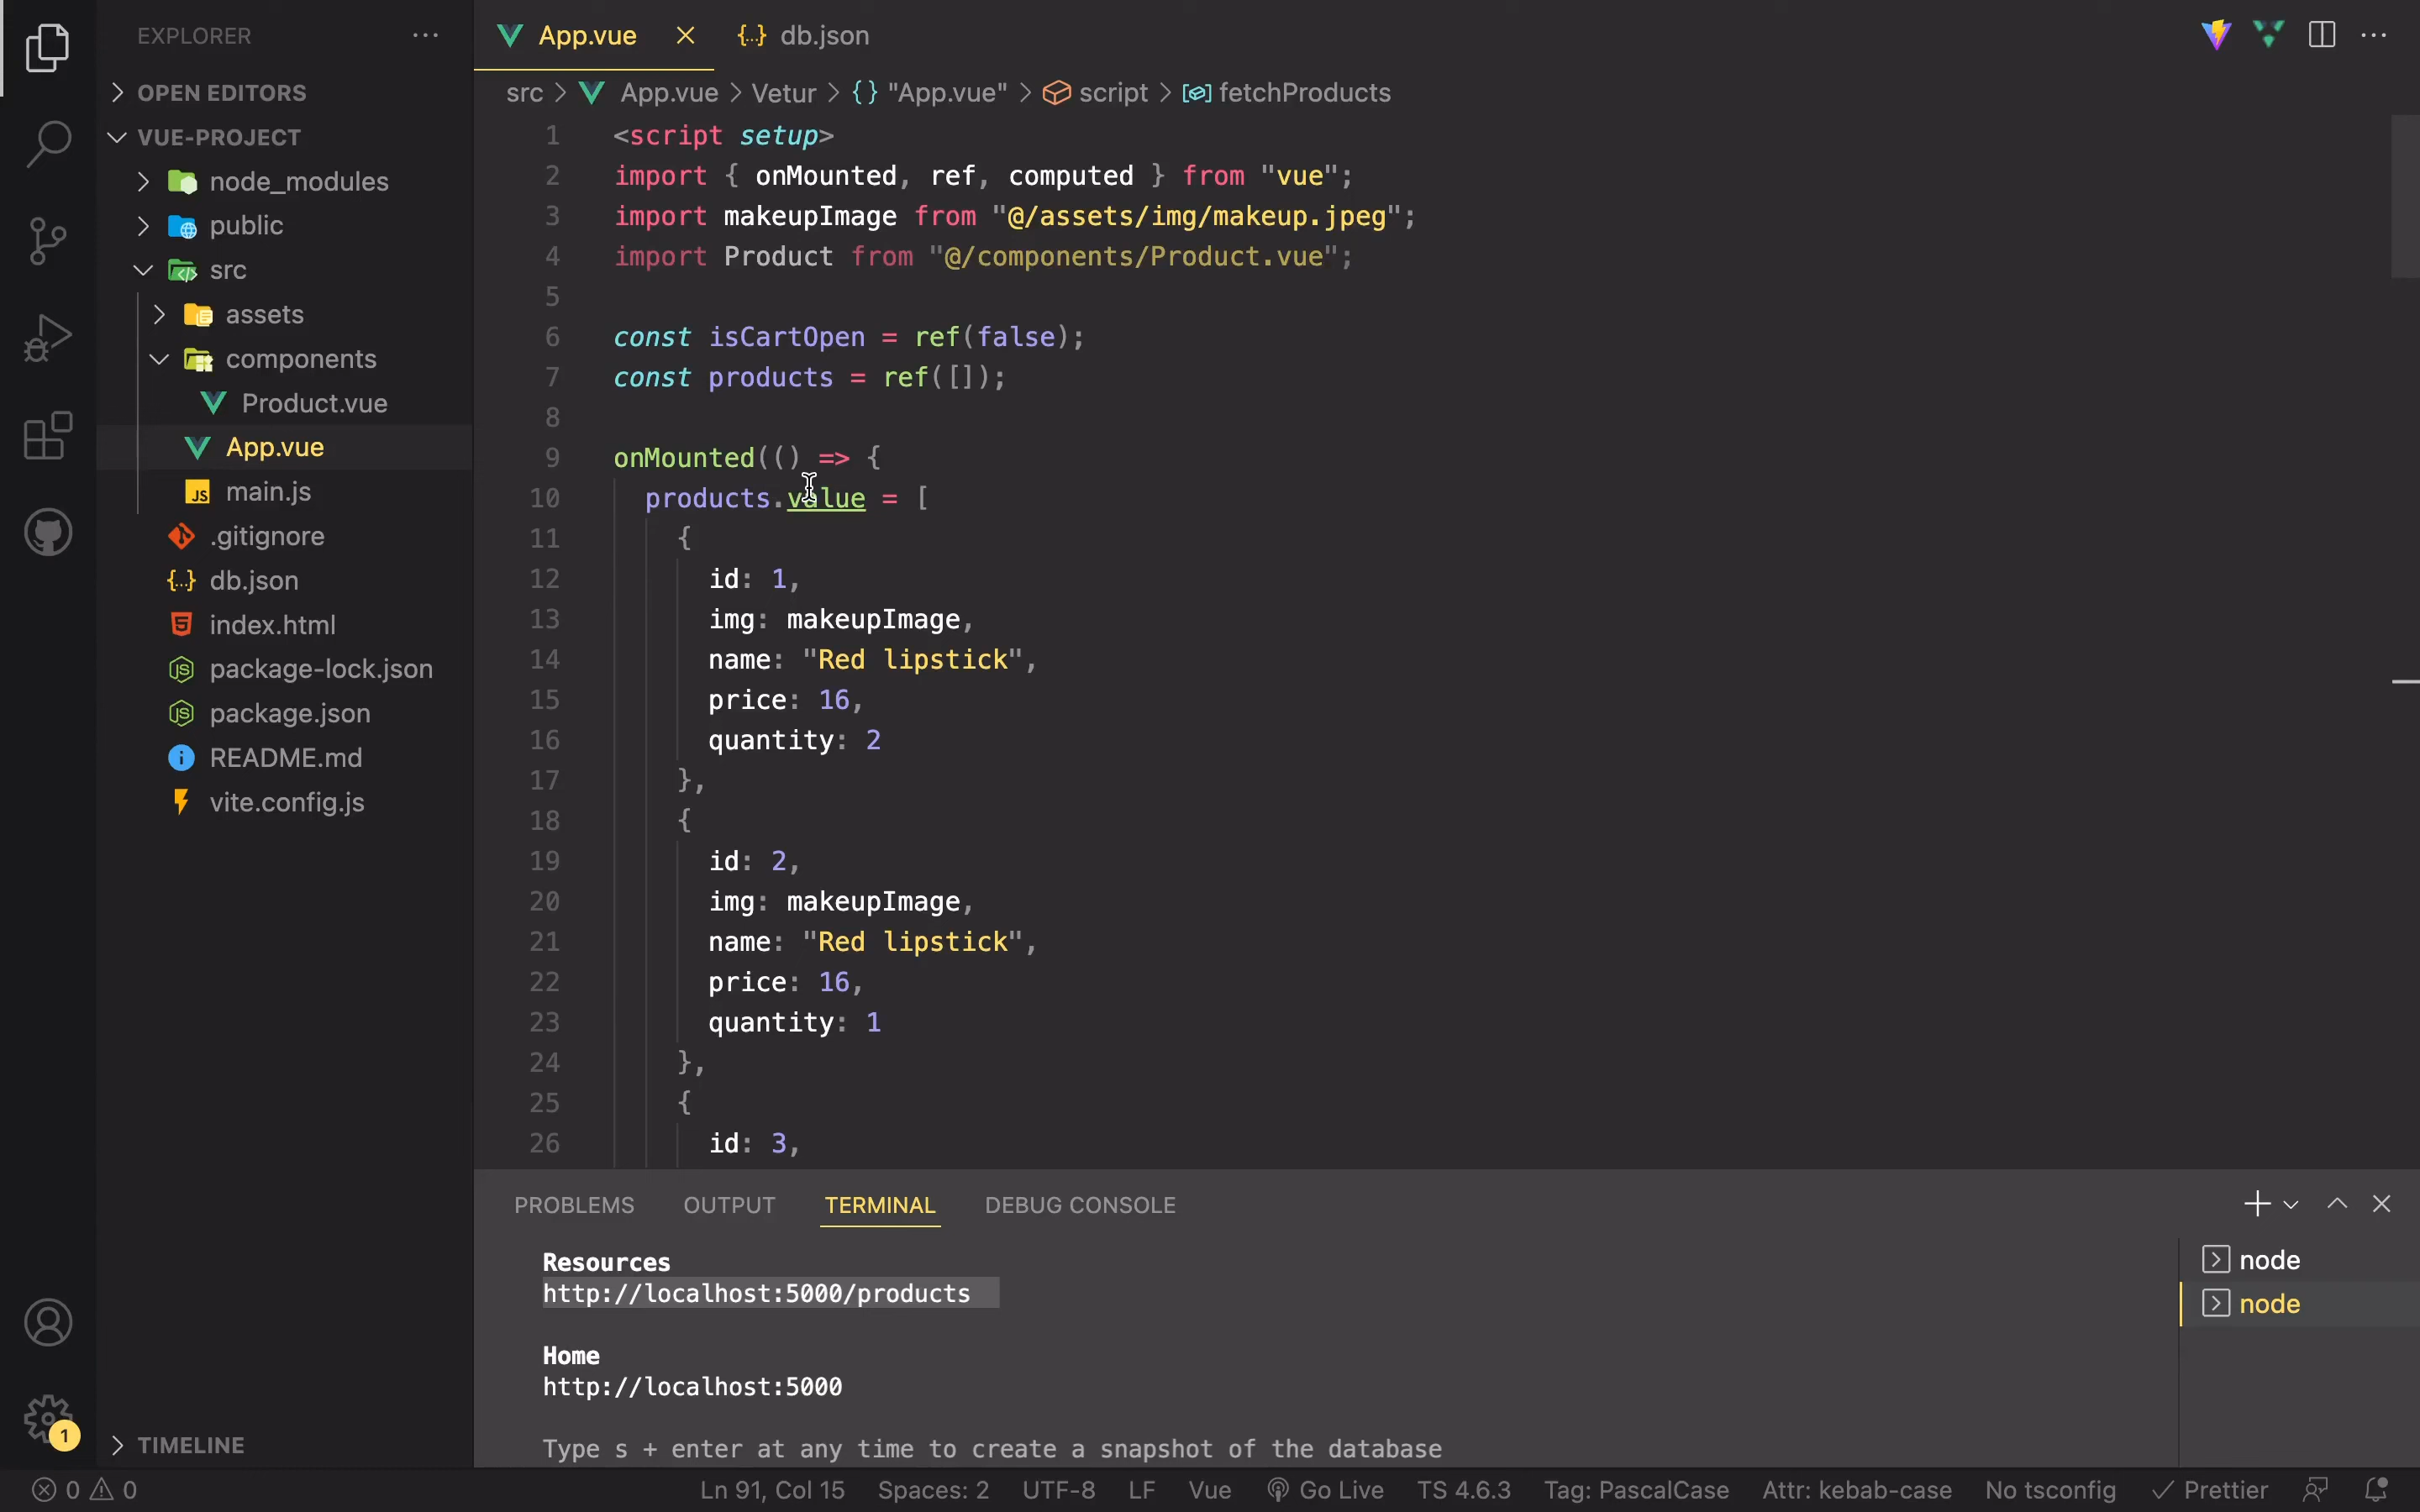 EXPLORER
OPEN EDITORS
VUE-PROJECT
node_modules
public
src
assets
components
Product.vue
App.vue
main.js
.gitignore
db.json
index.html
package-lock.json
package.json
README.md
vite.config.js
TIMELINE
1
App.vue
{..} db.json
src > App.vue > Vetur > {} "App.vue" > script > fetchProducts
1 <script setup>
2 import { onMounted, ref, computed } from "vue";
3 import makeupImage from "@/assets/img/makeup.jpeg";
4 import Product from "@/components/Product.vue";
5
6 const isCartOpen = ref(false);
7 const products = ref([]);
8
9 onMounted(() => {
10 products.value = [
11 {
12 id: 1,
13 img: makeupImage,
14 name: "Red lipstick",
15 price: 16,
16 quantity: 2
17 },
18 {
19 id: 2,
20 img: makeupImage,
21 name: "Red lipstick",
22 price: 16,
23 quantity: 1
24 },
25 {
26 id: 3,
PROBLEMS OUTPUT TERMINAL DEBUG CONSOLE
Resources
http://localhost:5000/products
Home
http://localhost:5000
Type s + enter at any time to create a snapshot of the database
node
node
0 0 Ln 91, Col 15 Spaces: 2 UTF-8 LF Vue Go Live TS 4.6.3 Tag: PascalCase Attr: kebab-case No tsconfig Prettier